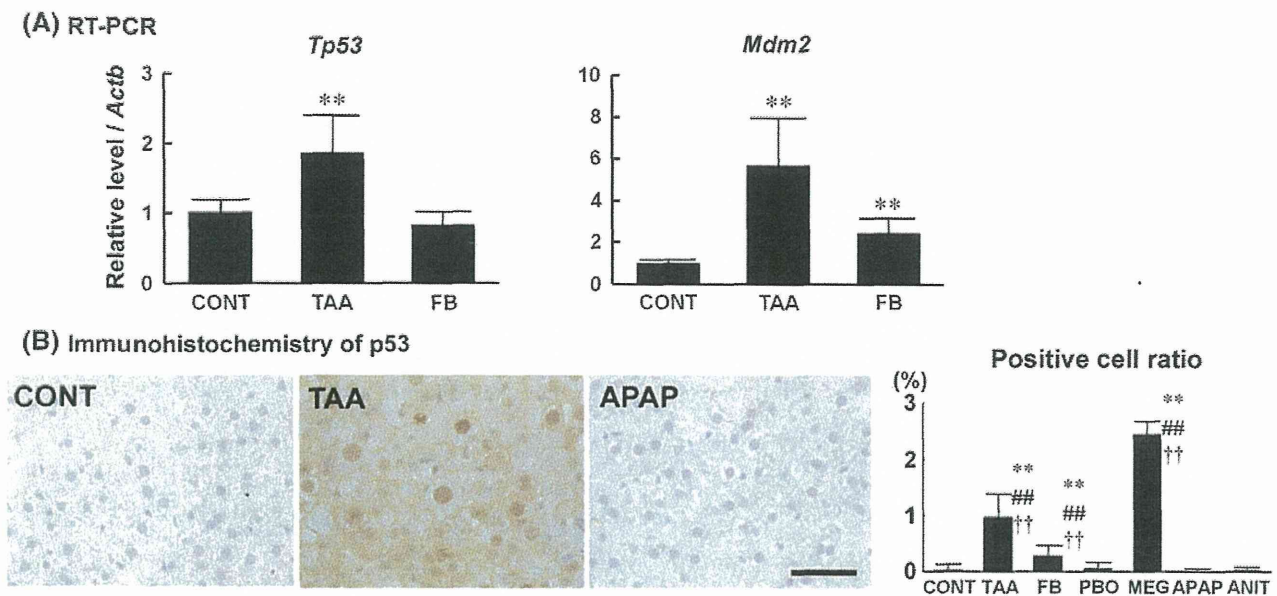 (A) RT-PCR
Tp53
Relative level / Actb
3
2
1
0
**
CONT TAA FB
Mdm2
10
8
6
4
2
0
**
**
CONT TAA FB
(B) Immunohistochemistry of p53
CONT
TAA
APAP
Positive cell ratio
(%)
3
2
1
0
**
##
††
**
##
††
**
##
††
CONT TAA FB PBO MEG APAP ANIT